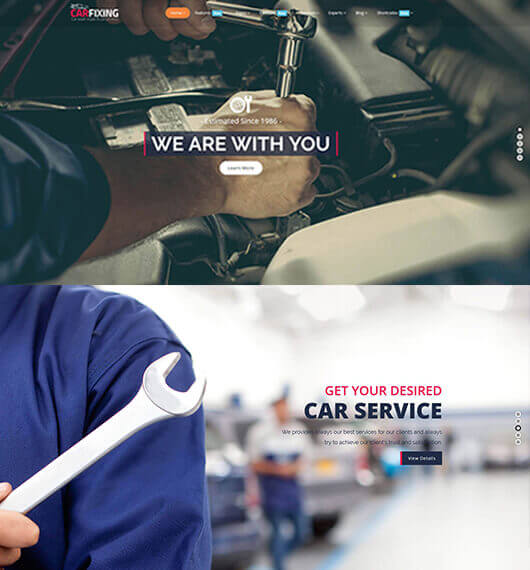 CARFIXING
Home
Features
Experts
Blog
Shortcodes
- Estimated Since 1986 -
WE ARE WITH YOU
Learn More
GET YOUR DESIRED
CAR SERVICE
We provides always our best services for our clients and always
try to achieve our client's trust and satisfaction.
View Details